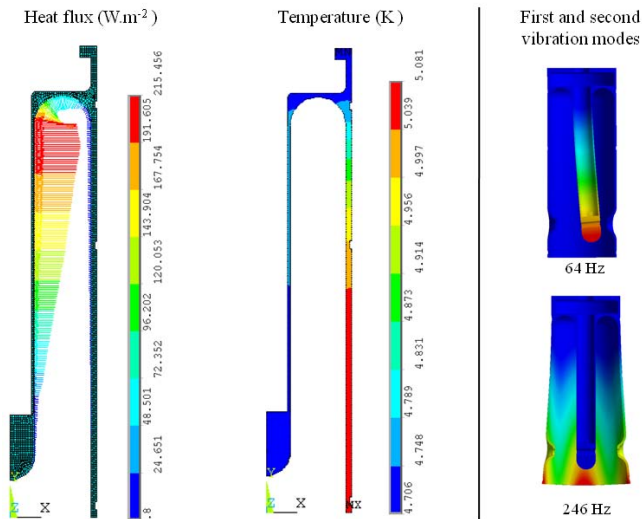 Heat flux (W.m-2)
Temperature (K )
First and second
vibration modes
215.456
191.605
167.754
143.904
120.053
96.202
72.352
48.501
24.651
.8
5.081
5.039
4.997
4.956
4.914
4.873
4.831
4.789
4.748
4.706
64 Hz
246 Hz
Y
Z
X
Y
Z
X
MX